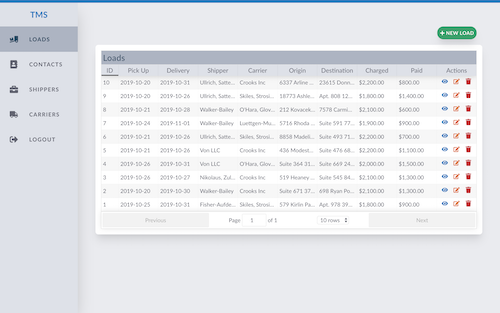 TMS
LOADS
CONTACTS
SHIPPERS
CARRIERS
LOGOUT
+ NEW LOAD
Loads
ID Pick Up Delivery Shipper Carrier Origin Destination Charged Paid Actions
10 2019-10-20 2019-10-31 Ullrich, Satte... Crooks Inc 6337 Arline ... 23615 Donn... $2,200.00 $800.00
9 2019-10-20 2019-10-26 Ullrich, Satte... Skiles, Strosi... 18773 Ashle... Apt. 808 12... $1,800.00 $1,400.00
8 2019-10-21 2019-10-28 Walker-Bailey O'Hara, Glov... 212 Kovacek... 7578 Carmi... $2,100.00 $600.00
7 2019-10-24 2019-11-01 Walker-Bailey Luettgen-Mu... 5716 Rhoda ... Suite 591 77... $1,900.00 $900.00
6 2019-10-21 2019-10-26 Ullrich, Satte... Skiles, Strosi... 8858 Madeli... Suite 493 71... $2,200.00 $700.00
5 2019-10-21 2019-10-26 Von LLC Crooks Inc 436 Modest... Suite 476 68... $2,200.00 $1,500.00
4 2019-10-26 2019-10-31 Von LLC O'Hara, Glov... Suite 364 31... Suite 669 24... $2,000.00 $1,500.00
3 2019-10-26 2019-10-27 Nikolaus, Zul... Crooks Inc 519 Heaney ... Suite 545 84... $2,100.00 $1,300.00
2 2019-10-20 2019-10-30 Walker-Bailey Crooks Inc Suite 671 37... 698 Ryan Po... $2,100.00 $1,300.00
1 2019-10-25 2019-10-31 Fisher-Aufde... Skiles, Strosi... 579 Kirlin Pa... Apt. 978 39... $1,800.00 $900.00
Previous Page 1 of 1 10 rows Next